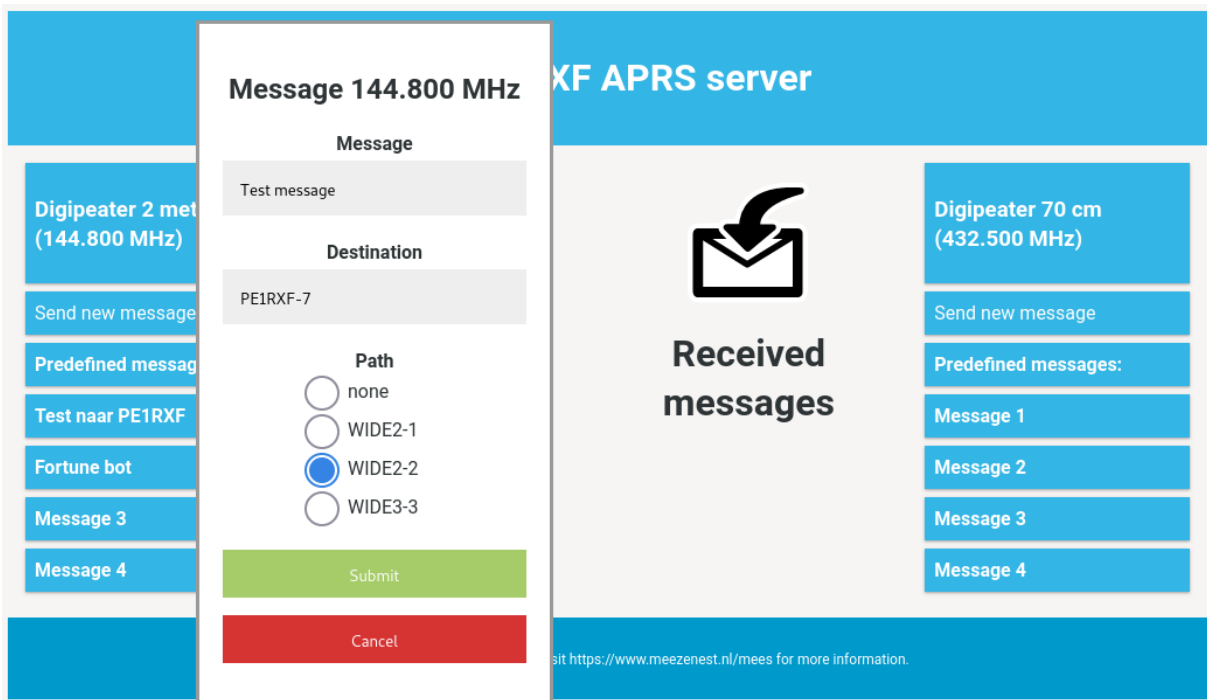 XF APRS server
Message 144.800 MHz
Message
Test message
Destination
PE1RXF-7
Path
none
WIDE2-1
WIDE2-2
WIDE3-3
Submit
Cancel
Digipeater 2 met
(144.800 MHz)
Send new message
Predefined messag
Test naar PE1RXF
Fortune bot
Message 3
Message 4
Received
messages
Digipeater 70 cm
(432.500 MHz)
Send new message
Predefined messages:
Message 1
Message 2
Message 3
Message 4
sit https://www.meezenest.nl/mees for more information.